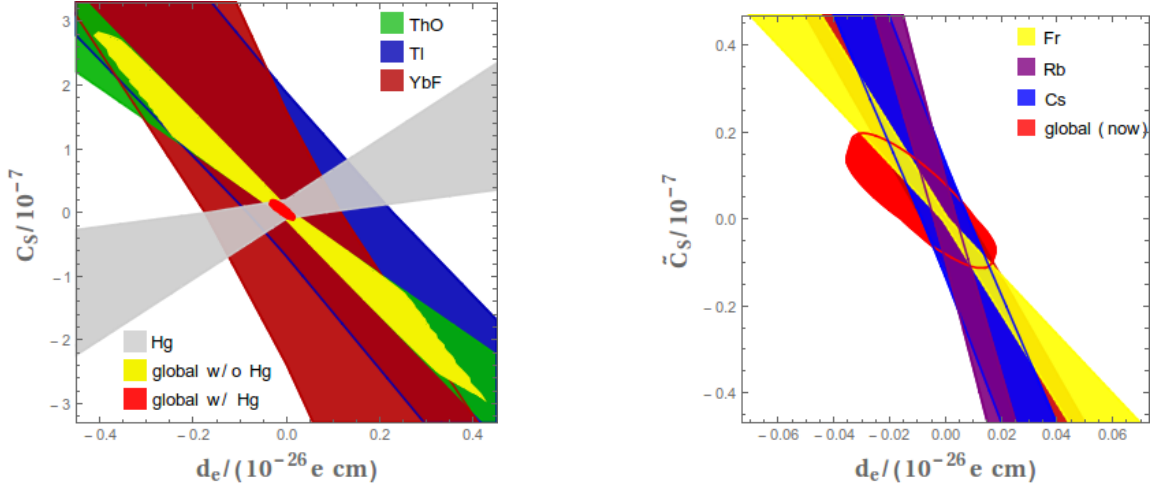 ThO
Tl
YbF
3
2
1
0
− 1
− 2
− 3
C_S/10⁻⁷
Hg
global w/o Hg
global w/ Hg
− 0.4
− 0.2
0.0
0.2
0.4
d_e/(10⁻²⁶ e cm)
Fr
Rb
Cs
global (now)
0.4
0.2
0.0
− 0.2
− 0.4
C̃_S/10⁻⁷
− 0.06
− 0.04
− 0.02
0.00
0.02
0.04
0.06
d_e/(10⁻²⁶ e cm)